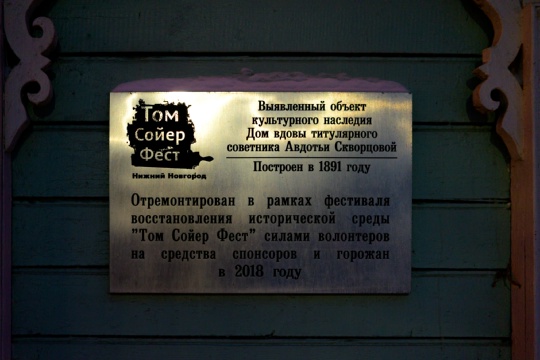 Том
Сойер
Фест
Нижний Новгород
Выявленный объект
культурного наследия
Дом вдовы титулярного
советника Авдотьи Скворцовой
Построен в 1891 году
Отремонтирован в рамках фестиваля
восстановления исторической среды
"Том Сойер Фест" силами волонтеров
на средства спонсоров и горожан
в 2018 году